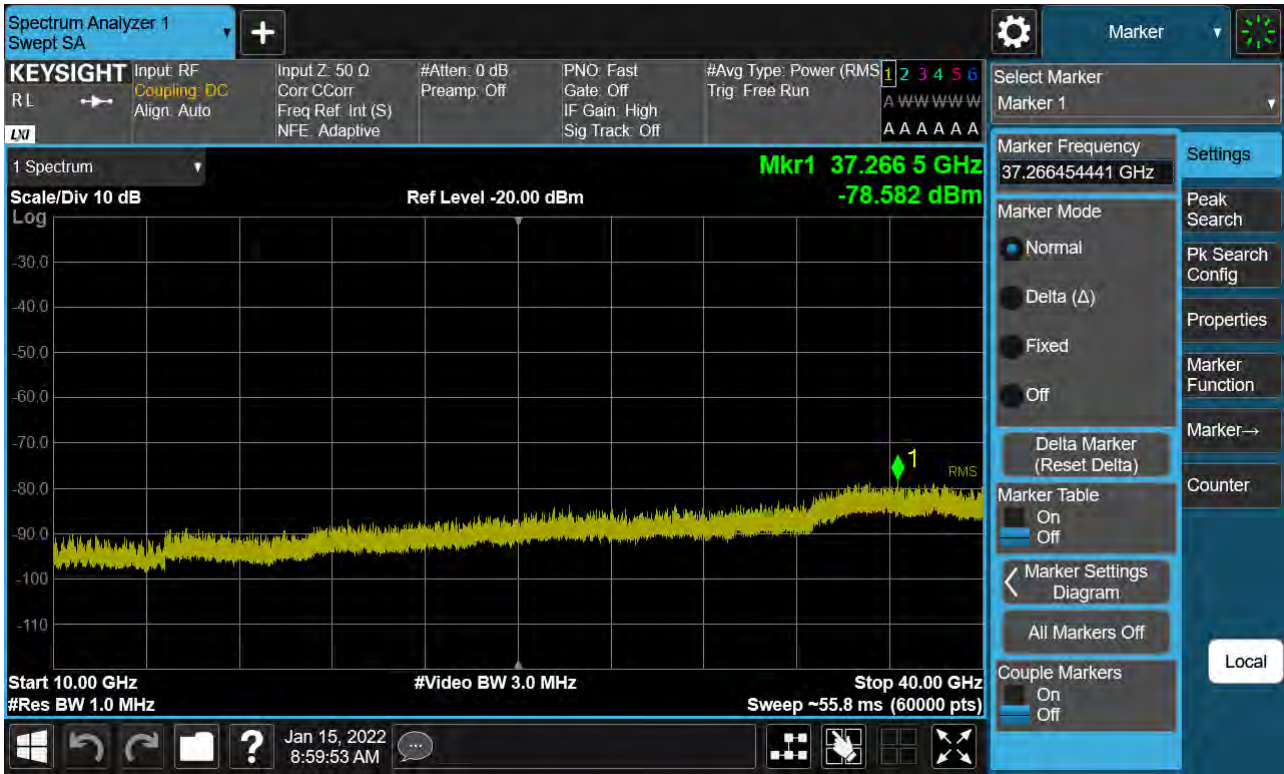 Spectrum Analyzer 1
Swept SA
+
Marker
KEYSIGHT
RL
LXI
Input: RF
Coupling: DC
Align: Auto
Input Z: 50 Ω
Corr CCorr
Freq Ref: Int (S)
NFE: Adaptive
#Atten: 0 dB
Preamp: Off
PNO: Fast
Gate: Off
IF Gain: High
Sig Track: Off
#Avg Type: Power (RMS
Trig: Free Run
1 2 3 4 5 6
A W W W W W
A A A A A A
Select Marker
Marker 1
1 Spectrum
Mkr1 37.266 5 GHz
-78.582 dBm
Scale/Div 10 dB
Ref Level -20.00 dBm
Log
-30.0
-40.0
-50.0
-60.0
-70.0
-80.0
-90.0
-100
-110
1
RMS
Start 10.00 GHz
#Video BW 3.0 MHz
Stop 40.00 GHz
#Res BW 1.0 MHz
Sweep ~55.8 ms (60000 pts)
Marker Frequency
37.266454441 GHz
Marker Mode
Normal
Delta (Δ)
Fixed
Off
Delta Marker
(Reset Delta)
Marker Table
On
Off
Marker Settings
Diagram
All Markers Off
Couple Markers
On
Off
Settings
Peak
Search
Pk Search
Config
Properties
Marker
Function
Marker→
Counter
Local
?
Jan 15, 2022
8:59:53 AM